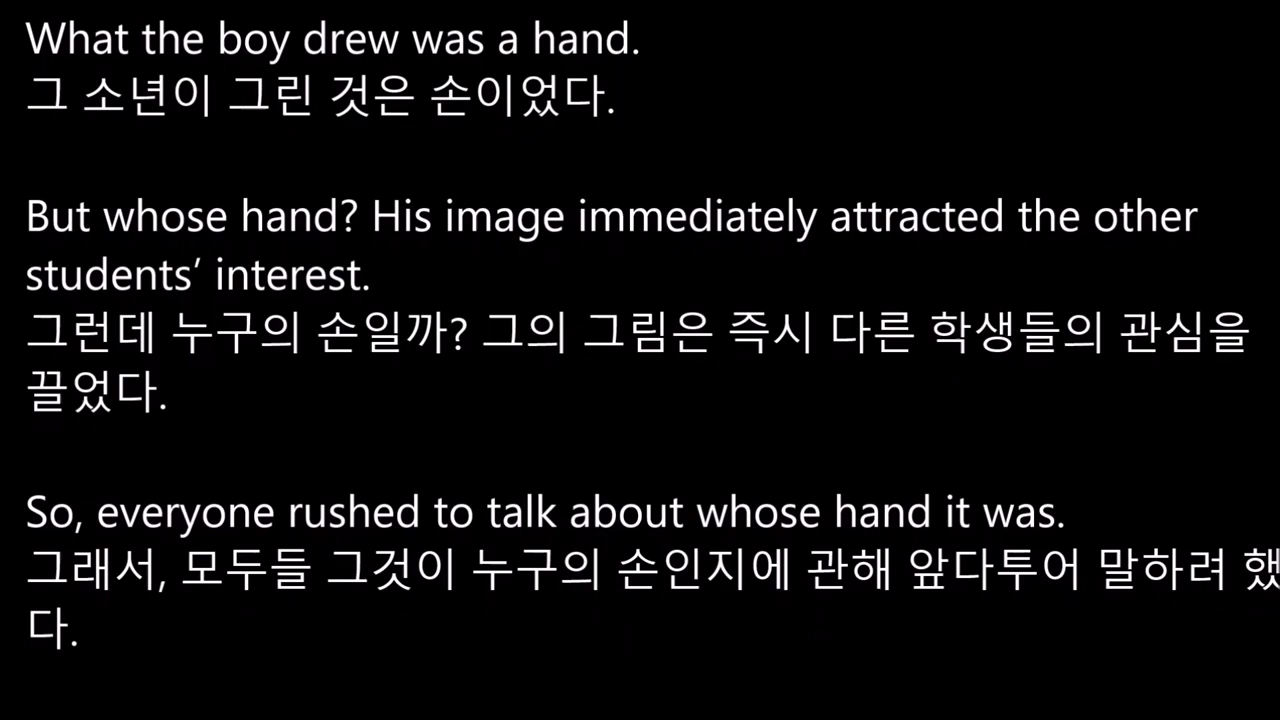 What the boy drew was a hand.
그 소년이 그린 것은 손이었다.
But whose hand? His image immediately attracted the other
students’ interest.
그런데 누구의 손일까? 그의 그림은 즉시 다른 학생들의 관심을
끌었다.
So, everyone rushed to talk about whose hand it was.
그래서, 모두들 그것이 누구의 손인지에 관해 앞다투어 말하려 했
다.